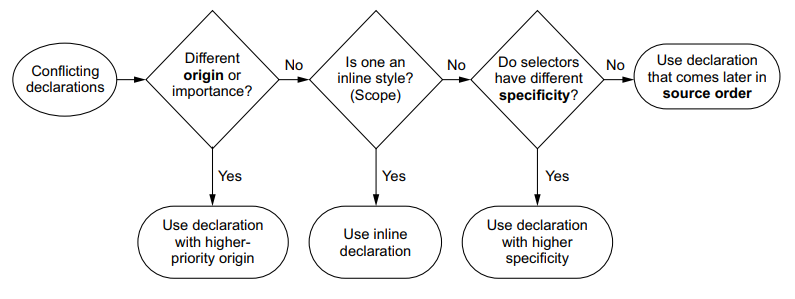 Conflicting
declarations
Different
origin or
importance?
No
Is one an
inline style?
(Scope)
No
Do selectors
have different
specificity?
No
Use declaration
that comes later in
source order
Yes
Yes
Yes
Use declaration
with higher-
priority origin
Use inline
declaration
Use declaration
with higher
specificity